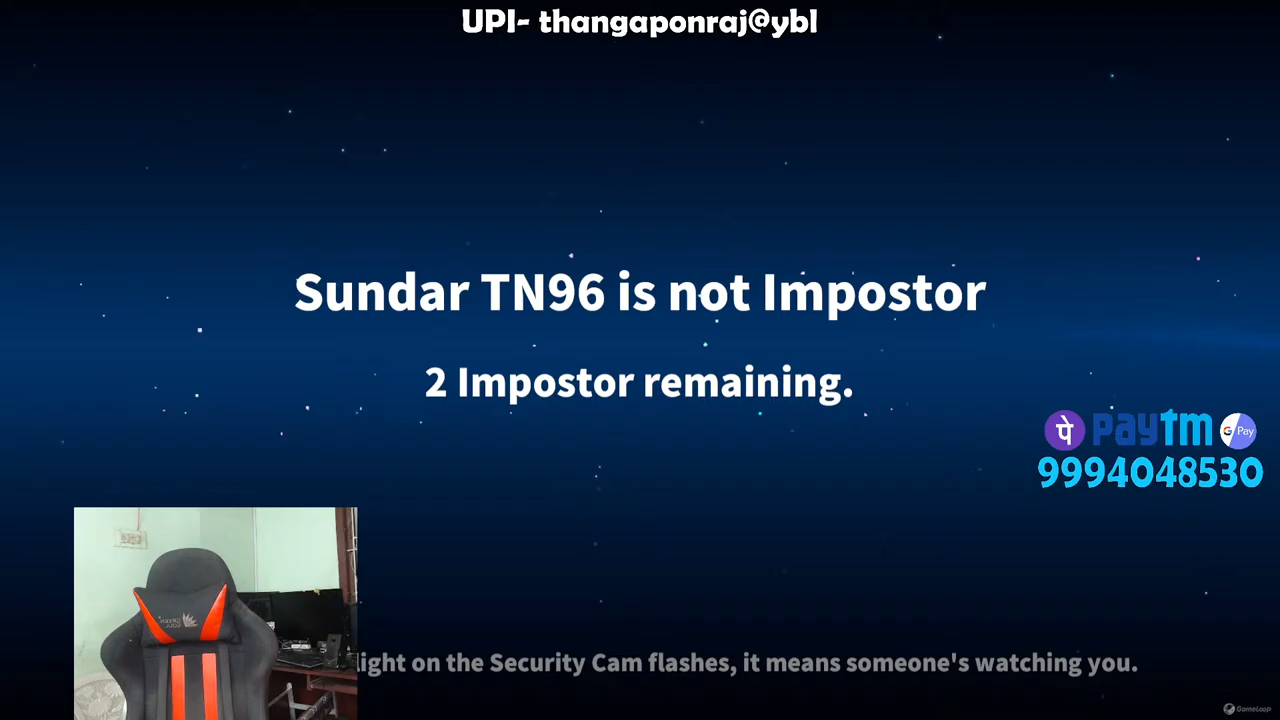 UPI- thangaponraj@ybl
Sundar TN96 is not Impostor
2 Impostor remaining.
पे paytm G Pay
9994048530
light on the Security Cam flashes, it means someone's watching you.
GameLoop